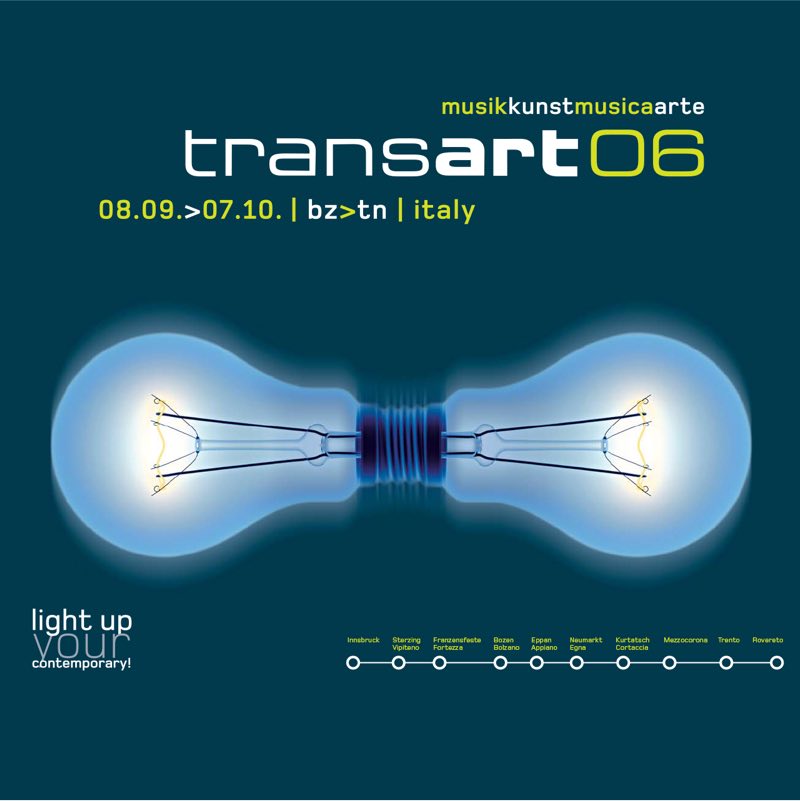 musikkunstmusicaarte
transart06
08.09.>07.10. | bz>tn | italy
light up
your
contemporary!
Innsbruck
Sterzing
Vipiteno
Franzensfeste
Fortezza
Bozen
Bolzano
Eppan
Appiano
Neumarkt
Egna
Kurtatsch
Cortaccia
Mezzocorona
Trento
Rovereto